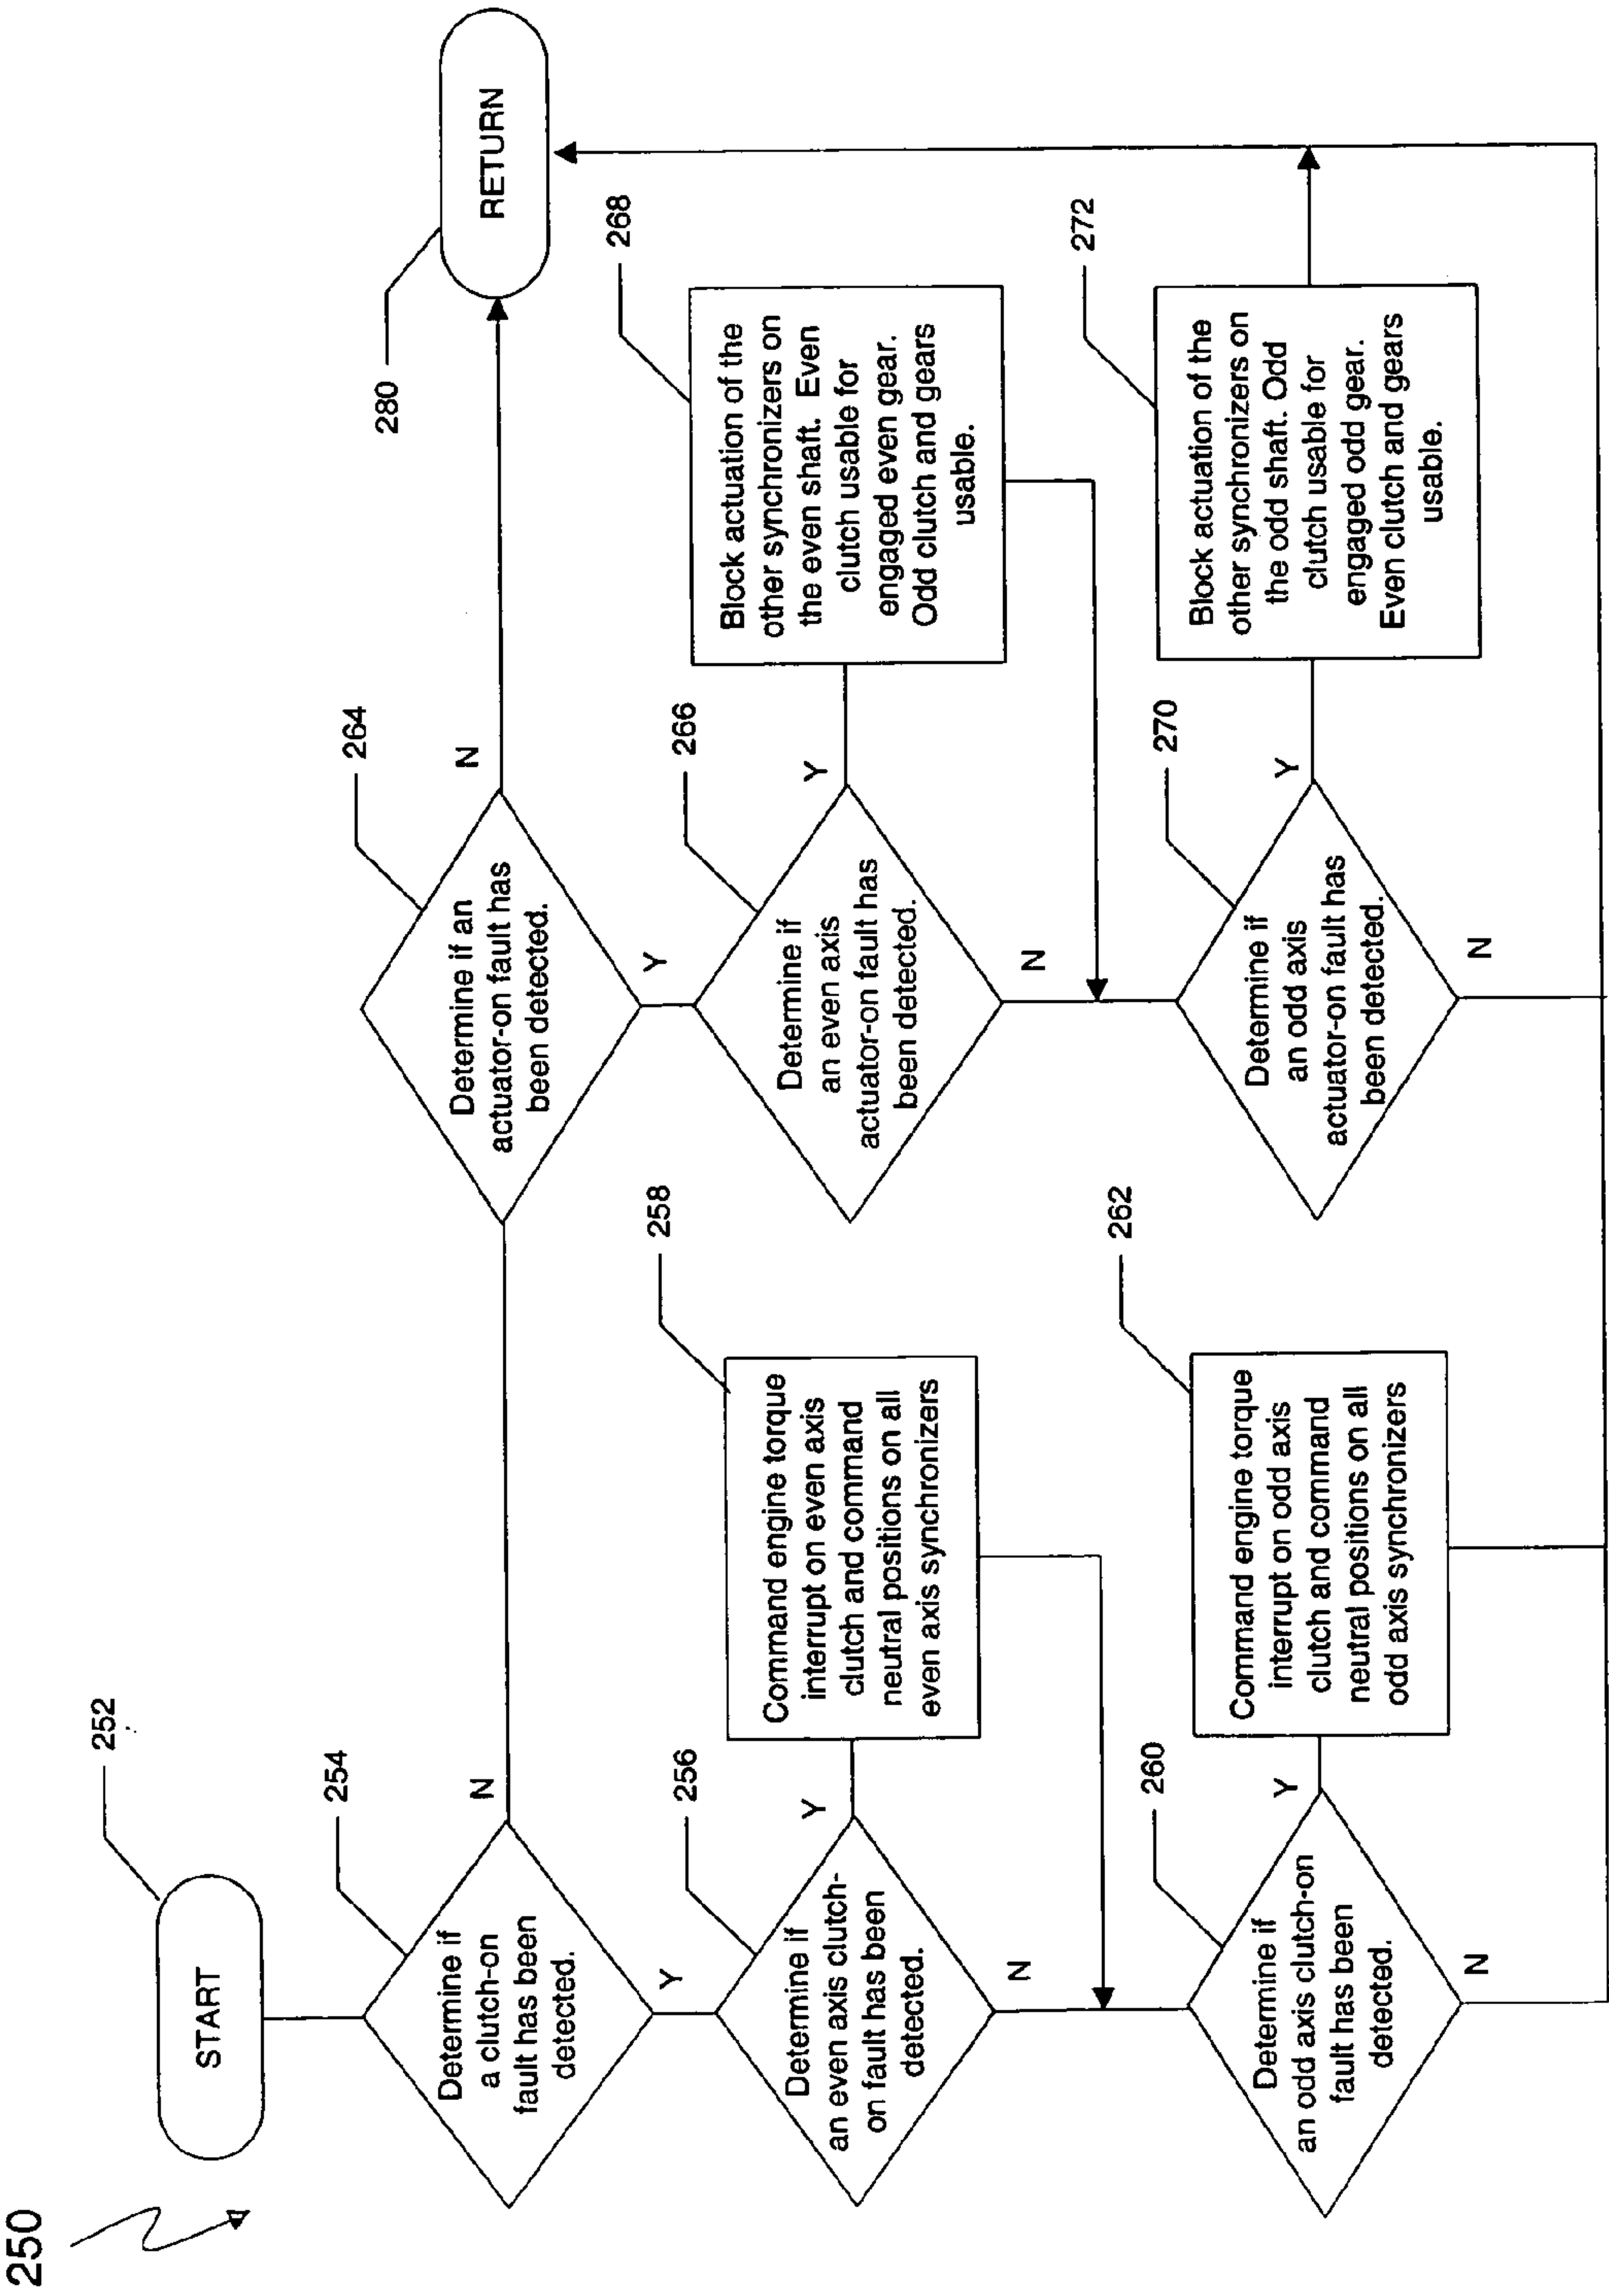 250
252
START
254
Determine if
a clutch-on
fault has been
detected.
N
Y
256
Determine if
an even axis clutch-
on fault has been
detected.
Y
N
258
Command engine torque
interrupt on even axis
clutch and command
neutral positions on all
even axis synchronizers
260
Determine if
an odd axis clutch-on
fault has been
detected.
Y
N
262
Command engine torque
interrupt on odd axis
clutch and command
neutral positions on all
odd axis synchronizers
264
Determine if an
actuator-on fault has
been detected.
N
Y
266
Determine if
an even axis
actuator-on fault has
been detected.
Y
N
268
Block actuation of the
other synchronizers on
the even shaft. Even
clutch usable for
engaged even gear.
Odd clutch and gears
usable.
270
Determine if
an odd axis
actuator-on fault has
been detected.
Y
N
272
Block actuation of the
other synchronizers on
the odd shaft. Odd
clutch usable for
engaged odd gear.
Even clutch and gears
usable.
280
RETURN